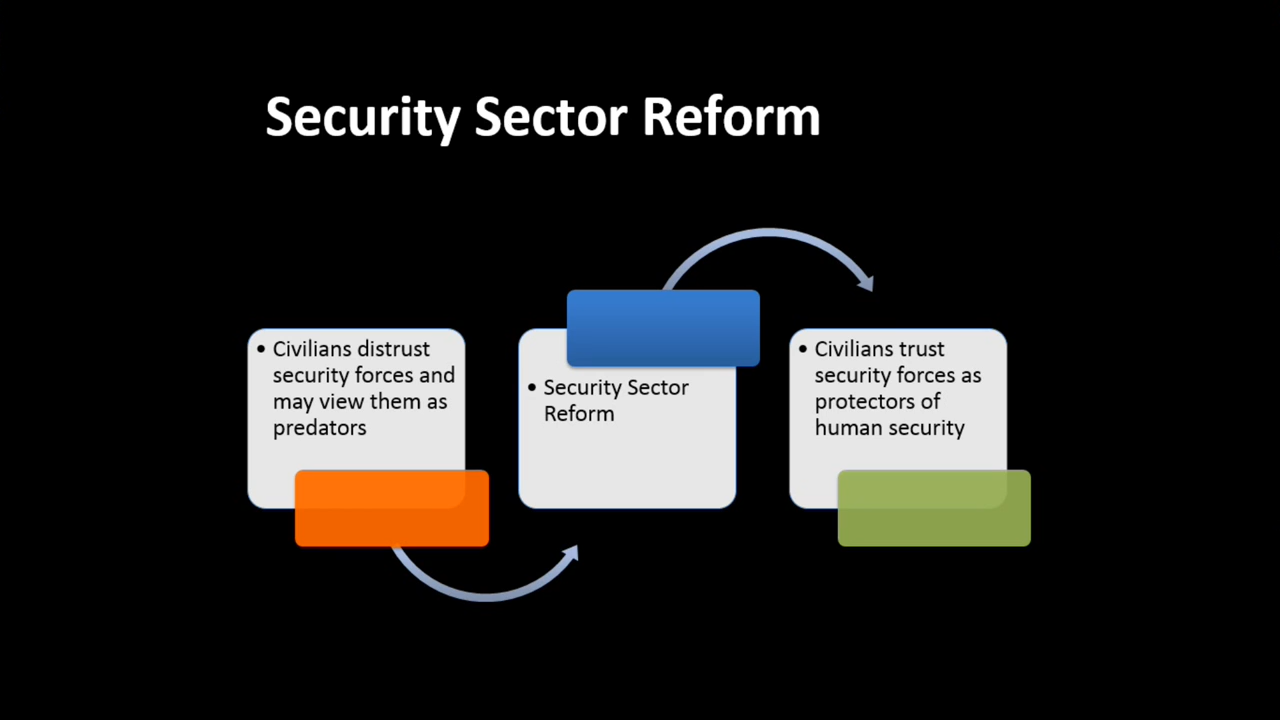 Security Sector Reform
• Civilians distrust
security forces and
may view them as
predators
• Security Sector
Reform
• Civilians trust
security forces as
protectors of
human security